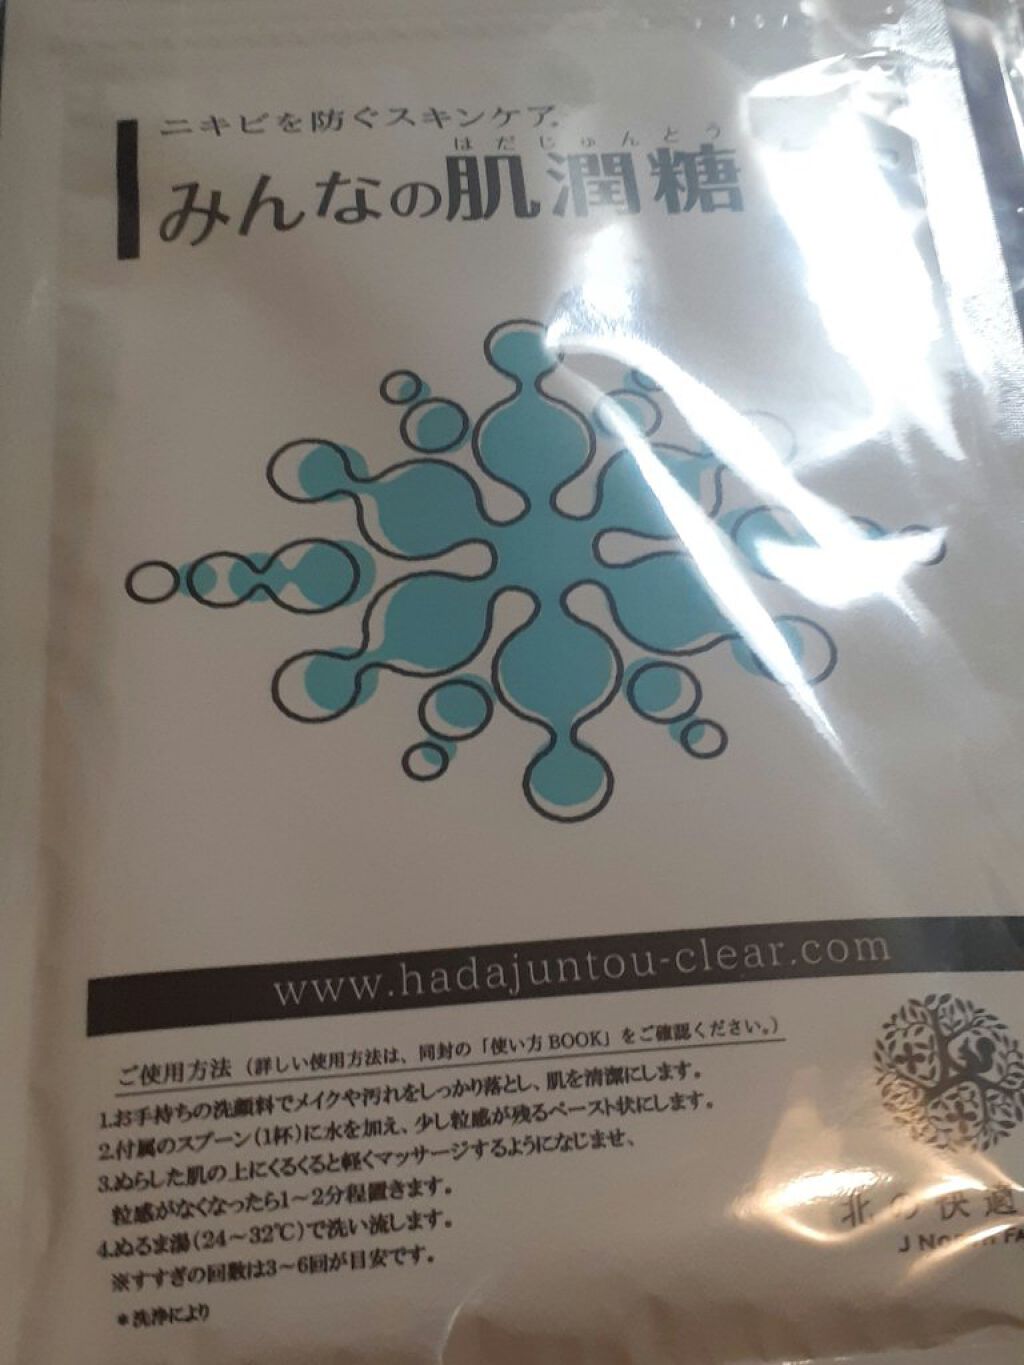 ニキビを防ぐスキンケア*
はだじゅんとう
みんなの肌潤糖
www.hadajuntou-clear.com
ご使用方法（詳しい使用方法は、同封の「使い方BOOK」をご確認ください。）
1.お手持ちの洗顔料でメイクや汚れをしっかり落とし、肌を清潔にします。
2.付属のスプーン（1杯）に水を加え、少し粒感が残るペースト状にします。
3.ぬらした肌の上にくるくると軽くマッサージするようになじませ、
粒感がなくなったら1～2分程置きます。
4.ぬるま湯（24～32℃）で洗い流します。
※すすぎの回数は3～6回が目安です。
＊洗浄により
北の快適
J North FA